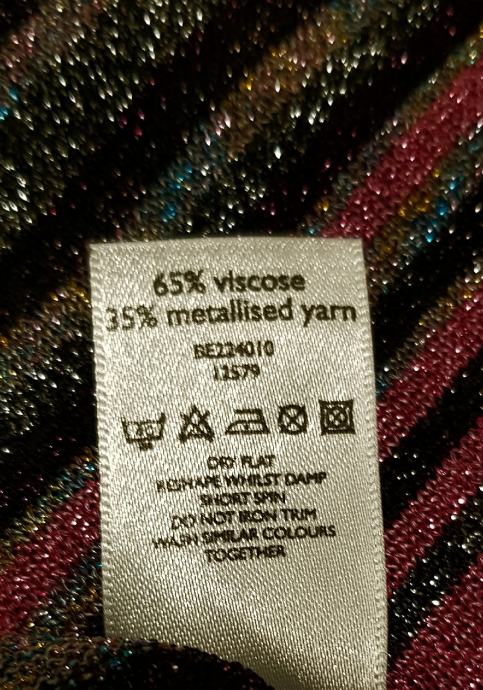 65% viscose
35% metallised yarn
BE224010
12579
DRY FLAT
RESHAPE WHILST DAMP
SHORT SPIN
DO NOT IRON TRIM
WASH SIMILAR COLOURS
TOGETHER